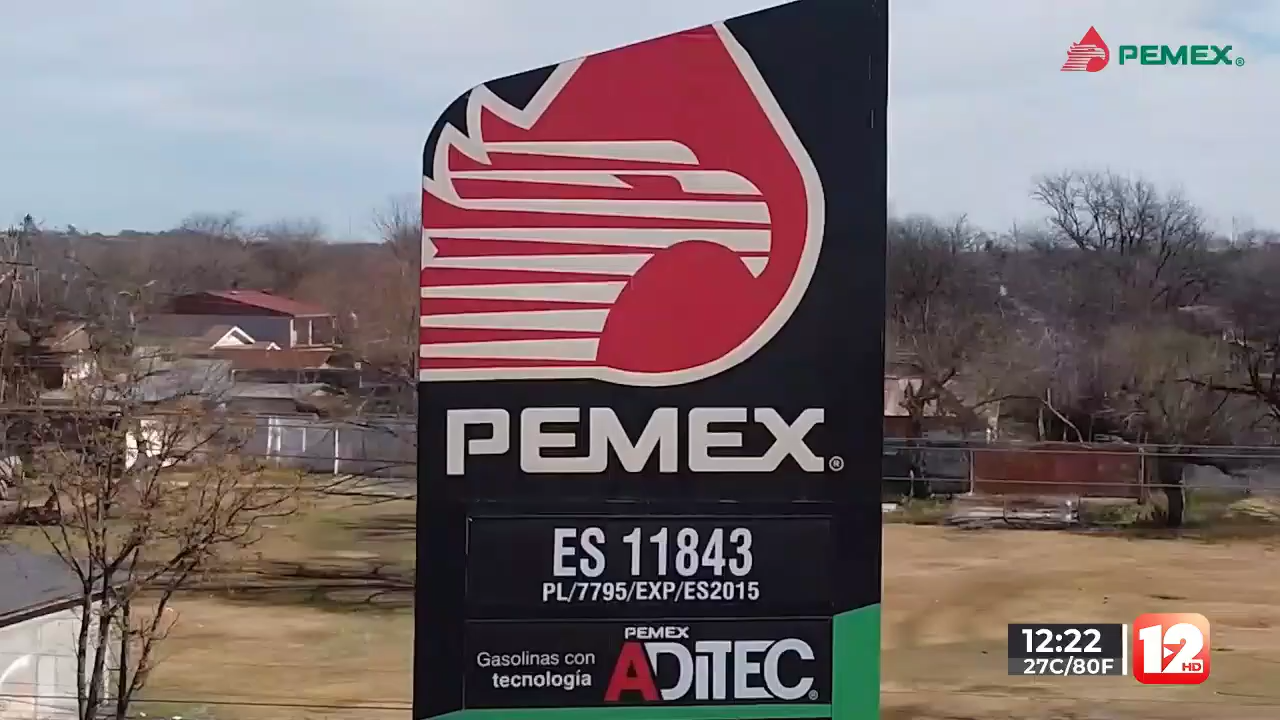 PEMEX®
PEMEX®
ES 11843
PL/7795/EXP/ES2015
PEMEX
Gasolinas con
tecnología
ADITEC®
12:22
27C/80F
12
HD